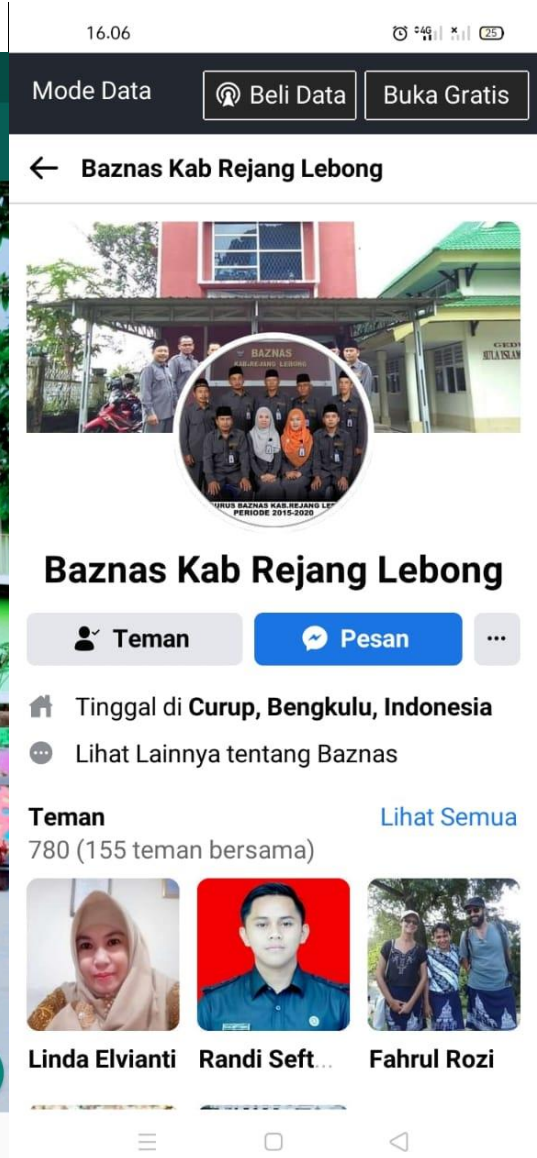 16.06
4G
25
Mode Data
Beli Data
Buka Gratis
Baznas Kab Rejang Lebong
BAZNAS
KAB.REJANG LEBONG
PERIODE 2015-2020
Baznas Kab Rejang Lebong
Teman
Pesan
Tinggal di Curup, Bengkulu, Indonesia
Lihat Lainnya tentang Baznas
Teman
Lihat Semua
780 (155 teman bersama)
Linda Elvianti
Randi Seft...
Fahrul Rozi